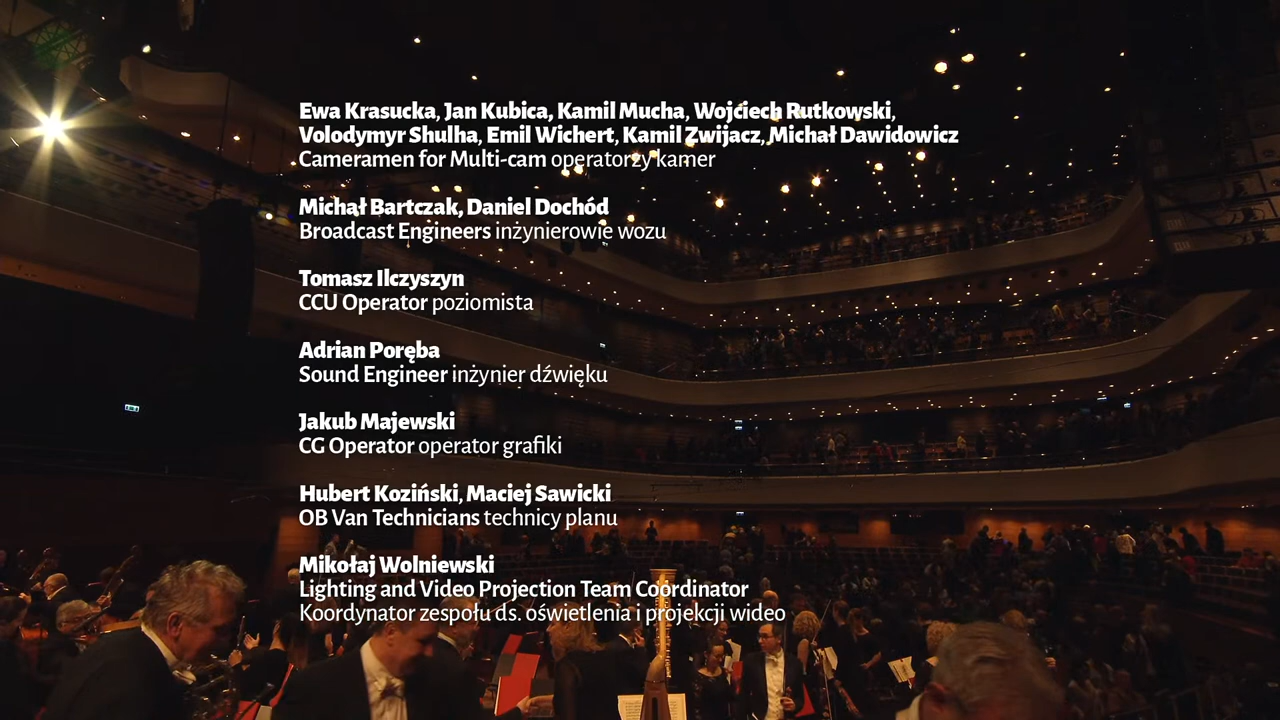 Ewa Krasucka, Jan Kubica, Kamil Mucha, Wojciech Rutkowski,
Volodymyr Shulha, Emil Wichert, Kamil Zwijacz, Michał Dawidowicz
Cameramen for Multi-cam operatorzy kamer
Michał Bartczak, Daniel Dochód
Broadcast Engineers inżynierowie wozu
Tomasz Ilczyszyn
CCU Operator poziomista
Adrian Poręba
Sound Engineer inżynier dźwięku
Jakub Majewski
CG Operator operator grafiki
Hubert Koziński, Maciej Sawicki
OB Van Technicians technicy planu
Mikołaj Wolniewski
Lighting and Video Projection Team Coordinator
Koordynator zespołu ds. oświetlenia i projekcji wideo